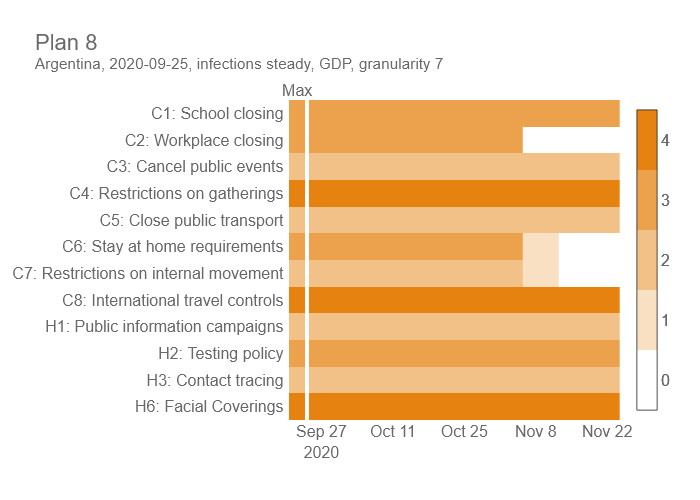 Plan 8
Argentina, 2020-09-25, infections steady, GDP, granularity 7
Max
C1: School closing
C2: Workplace closing
C3: Cancel public events
C4: Restrictions on gatherings
C5: Close public transport
C6: Stay at home requirements
C7: Restrictions on internal movement
C8: International travel controls
H1: Public information campaigns
H2: Testing policy
H3: Contact tracing
H6: Facial Coverings
4
3
2
1
0
Sep 27 Oct 11 Oct 25 Nov 8 Nov 22
2020